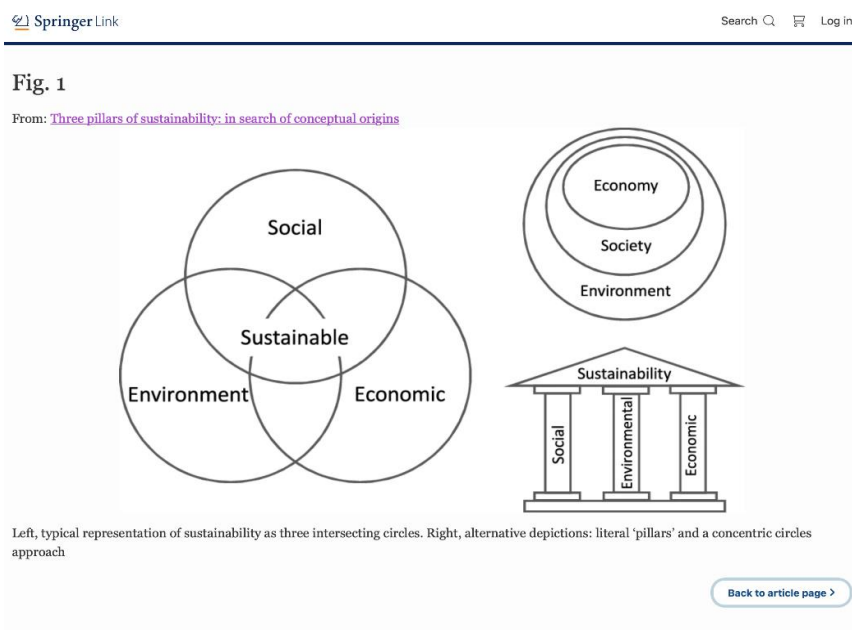 Springer Link
Search
Log in
Fig. 1
From: Three pillars of sustainability: in search of conceptual origins
Social
Sustainable
Environment
Economic
Economy
Society
Environment
Sustainability
Social
Environmental
Economic
Left, typical representation of sustainability as three intersecting circles. Right, alternative depictions: literal ‘pillars’ and a concentric circles
approach
Back to article page